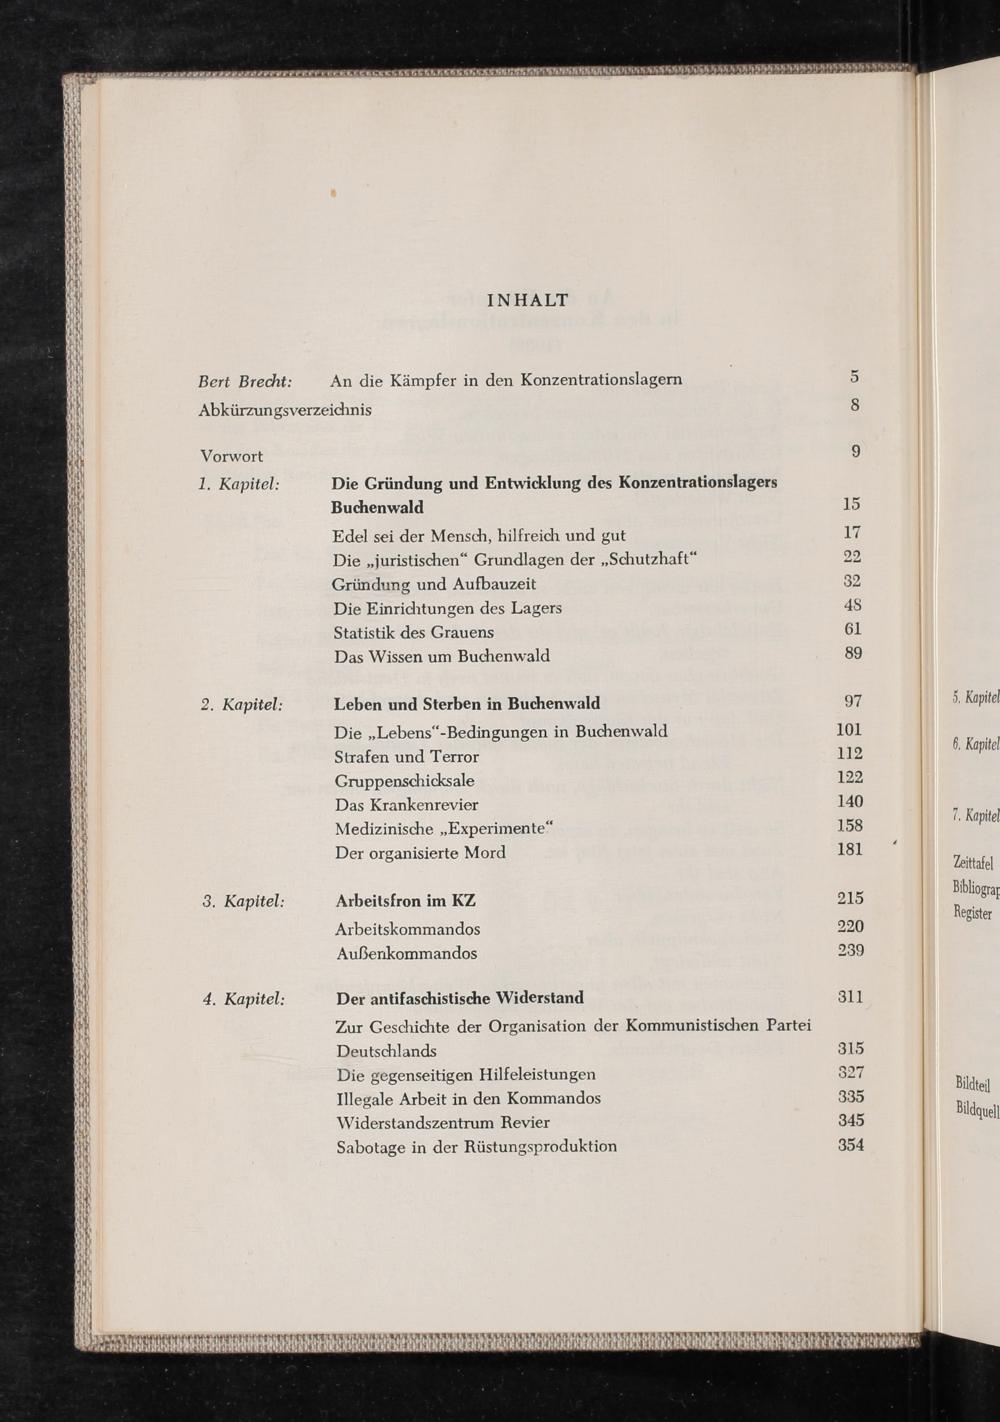 INHALT
Bert Brecht: An die Kämpfer in den Konzentrationslagern 5
Abkürzungsverzeichnis 8
Vorwort 9
1. Kapitel: Die Gründung und Entwicklung des Konzentrationslagers
Buchenwald 15
Edel sei der Mensch, hilfreich und gut 17
Die „juristischen“ Grundlagen der „Schutzhaft“ 22
Gründung und Aufbauzeit 32
Die Einrichtungen des Lagers 48
Statistik des Grauens 61
Das Wissen um Buchenwald 89
2. Kapitel: Leben und Sterben in Buchenwald 97
Die „Lebens“-Bedingungen in Buchenwald 101
Strafen und Terror 112
Gruppenschicksale 122
Das Krankenrevier 140
Medizinische „Experimente“ 158
Der organisierte Mord 181
3. Kapitel: Arbeitsfron im KZ 215
Arbeitskommandos 220
Außenkommandos 239
4. Kapitel: Der antifaschistische Widerstand 311
Zur Geschichte der Organisation der Kommunistischen Partei
Deutschlands 315
Die gegenseitigen Hilfeleistungen 327
Illegale Arbeit in den Kommandos 335
Widerstandszentrum Revier 345
Sabotage in der Rüstungsproduktion 354
5. Kapitel
6. Kapitel
7. Kapitel
Zeittafel
Bibliograp
Register
Bildteil
Bildquell